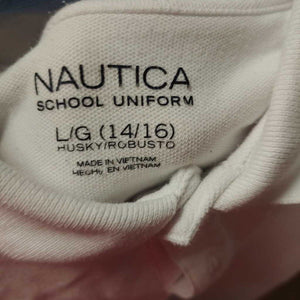 NAUTICA
SCHOOL UNIFORM
L/G (14/16)
HUSKY/ROBUSTO
MADE IN VIETNAM
HECHO EN VIETNAM